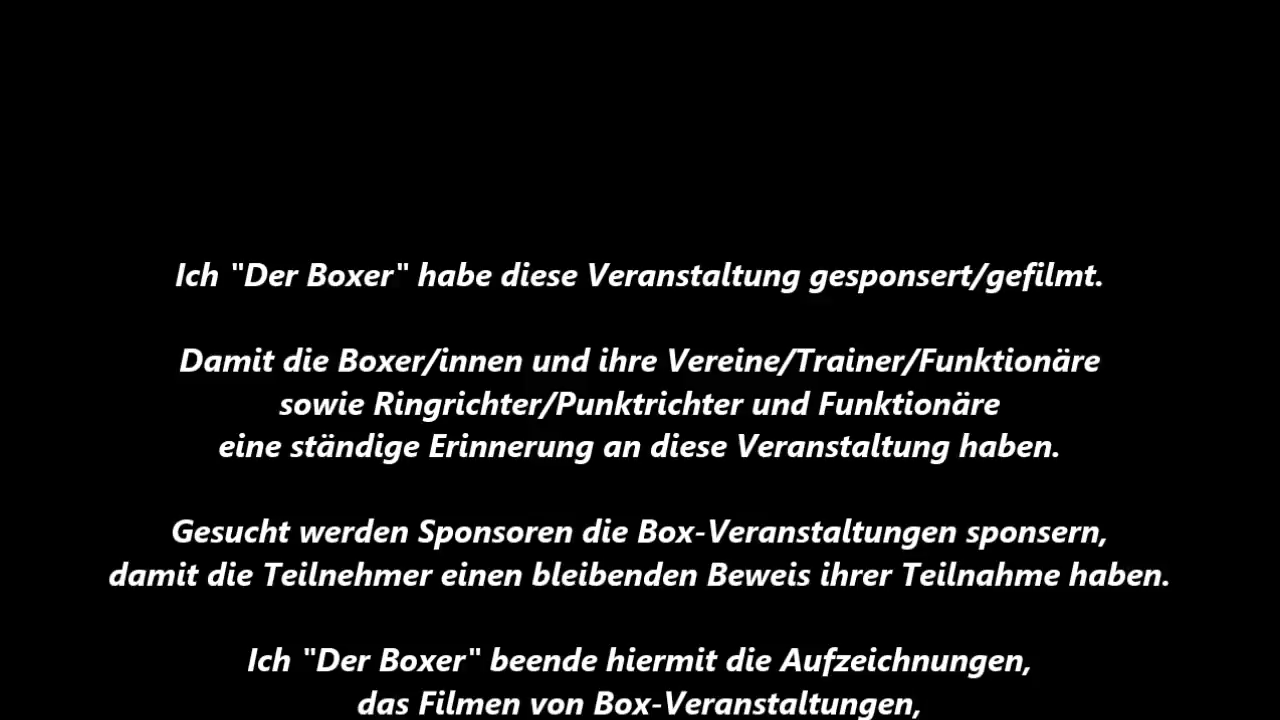 Ich "Der Boxer" habe diese Veranstaltung gesponsert/gefilmt.
Damit die Boxer/innen und ihre Vereine/Trainer/Funktionäre
sowie Ringrichter/Punktrichter und Funktionäre
eine ständige Erinnerung an diese Veranstaltung haben.
Gesucht werden Sponsoren die Box-Veranstaltungen sponsern,
damit die Teilnehmer einen bleibenden Beweis ihrer Teilnahme haben.
Ich "Der Boxer" beende hiermit die Aufzeichnungen,
das Filmen von Box-Veranstaltungen,